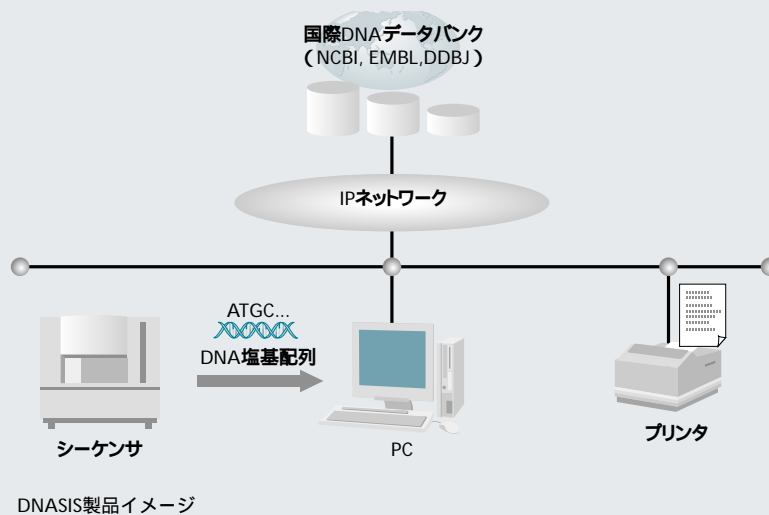 国際DNAデータバンク
（NCBI, EMBL,DDBJ）
IPネットワーク
ATGC...
DNA塩基配列
シーケンサ
PC
プリンタ
DNASIS製品イメージ